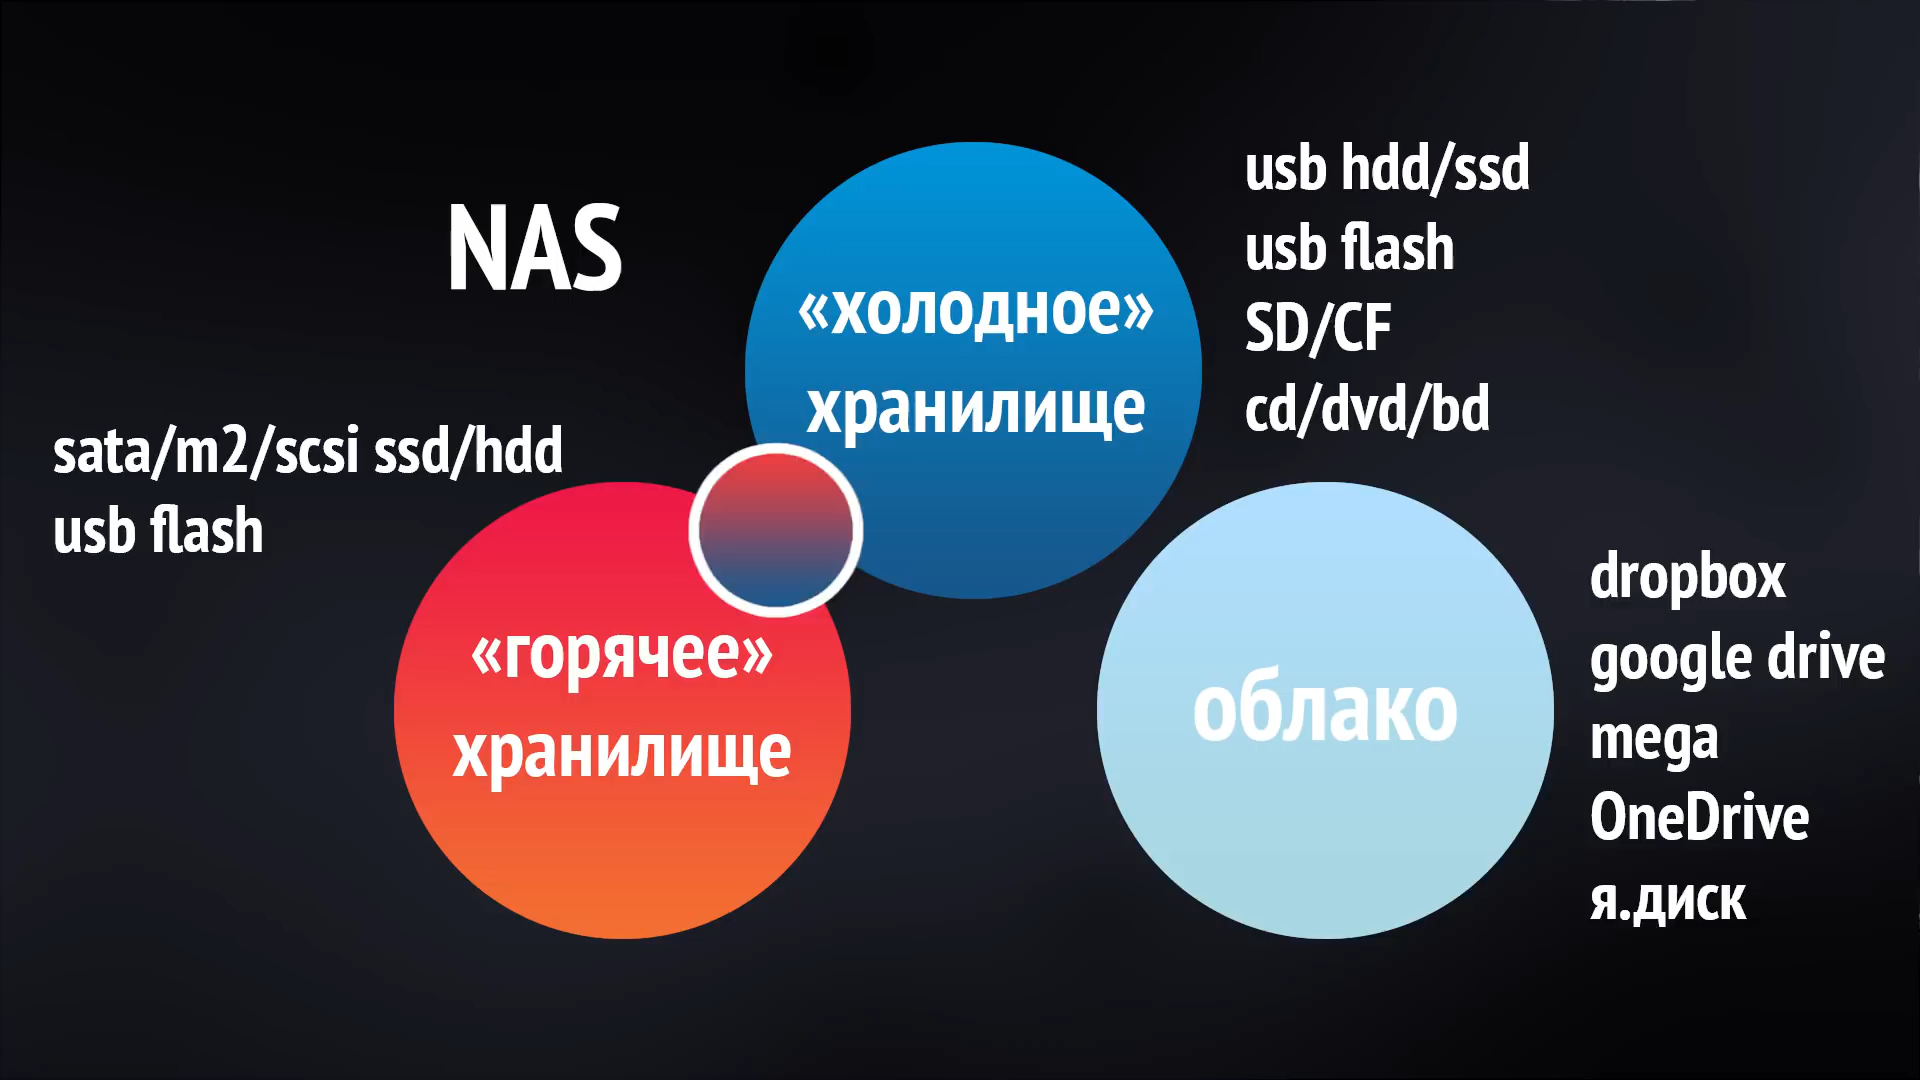 NAS
«холодное»
хранилище
usb hdd/ssd
usb flash
SD/CF
cd/dvd/bd
sata/m2/scsi ssd/hdd
usb flash
«горячее»
хранилище
облако
dropbox
google drive
mega
OneDrive
я.диск